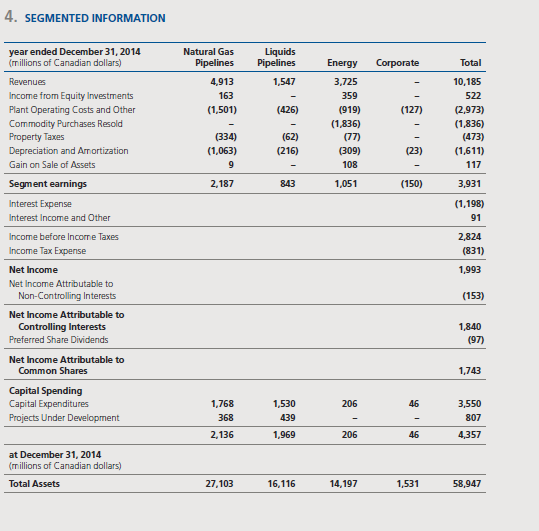 4. SEGMENTED INFORMATION
year ended December 31, 2014 Natural Gas Liquids
(millions of Canadian dollars) Pipelines Pipelines Energy Corporate Total
Revenues 4,913 1,547 3,725 – 10,185
Income from Equity Investments 163 – 359 – 522
Plant Operating Costs and Other (1,501) (426) (919) (127) (2,973)
Commodity Purchases Resold – – (1,836) – (1,836)
Property Taxes (334) (62) (77) – (473)
Depreciation and Amortization (1,063) (216) (309) (23) (1,611)
Gain on Sale of Assets 9 – 108 – 117
Segment earnings 2,187 843 1,051 (150) 3,931
Interest Expense (1,198)
Interest Income and Other 91
Income before Income Taxes 2,824
Income Tax Expense (831)
Net Income 1,993
Net Income Attributable to
Non-Controlling Interests (153)
Net Income Attributable to
Controlling Interests 1,840
Preferred Share Dividends (97)
Net Income Attributable to
Common Shares 1,743
Capital Spending
Capital Expenditures 1,768 1,530 206 46 3,550
Projects Under Development 368 439 – – 807
2,136 1,969 206 46 4,357
at December 31, 2014
(millions of Canadian dollars)
Total Assets 27,103 16,116 14,197 1,531 58,947